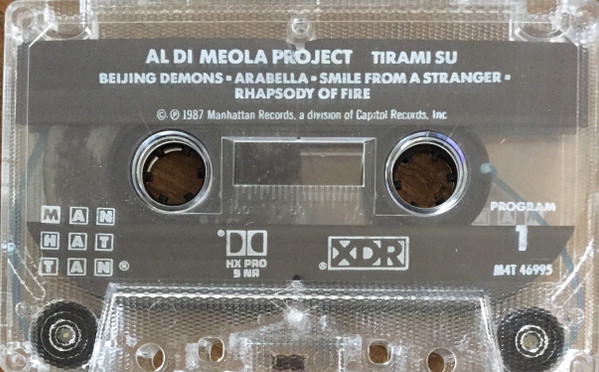 AL DI MEOLA PROJECT TIRAMI SU
BEIJING DEMONS - ARABELLA - SMILE FROM A STRANGER -
RHAPSODY OF FIRE
©.℗ 1987 Manhattan Records, a division of Capitol Records, Inc
PROGRAM
1
M4T 46995
MAN
HAT
TAN®
HX PRO
B NR
®XDR